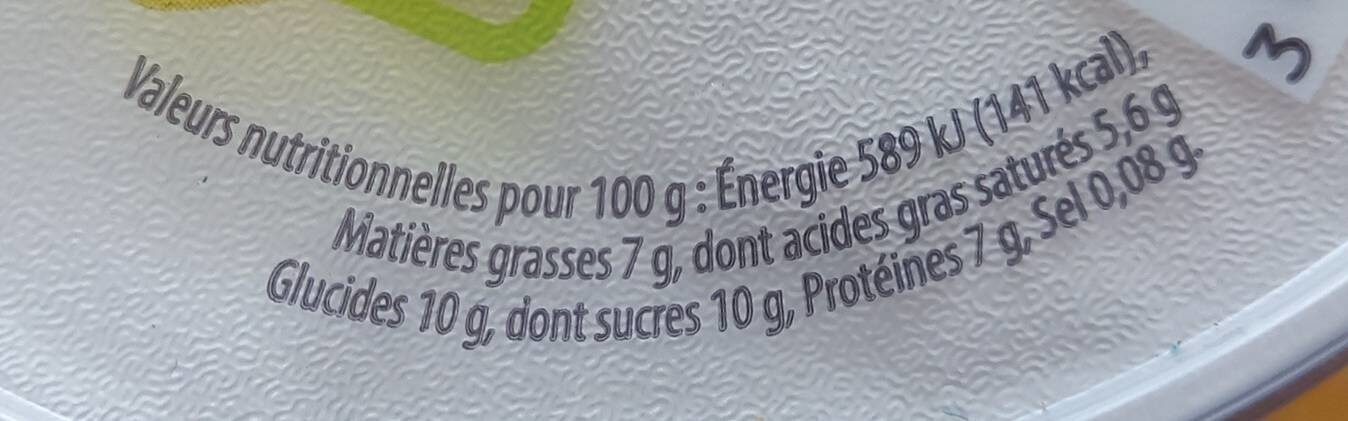 Valeurs nutritionnelles pour 100 g : Énergie 589 kJ (141 kcal),
Matières grasses 7 g, dont acides gras saturés 5,6 g
Glucides 10 g, dont sucres 10 g, Protéines 7 g, Sel 0,08 g.
3